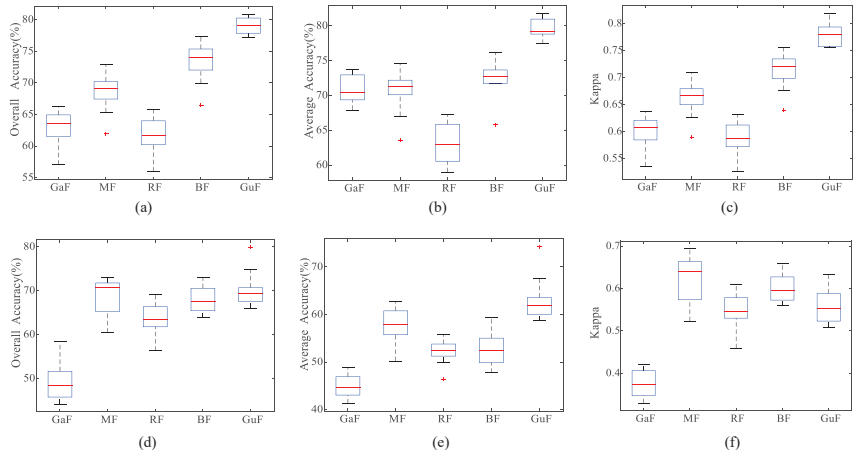 Overall Accuracy(%)
80
75
70
65
60
55
GaF MF RF BF GuF
(a)
Average Accuracy(%)
80
75
70
65
60
GaF MF RF BF GuF
(b)
Kappa
0.8
0.75
0.7
0.65
0.6
0.55
GaF MF RF BF GuF
(c)
Overall Accuracy(%)
80
70
60
50
GaF MF RF BF GuF
(d)
Average Accuracy(%)
70
60
50
40
GaF MF RF BF GuF
(e)
Kappa
0.7
0.6
0.5
0.4
GaF MF RF BF GuF
(f)